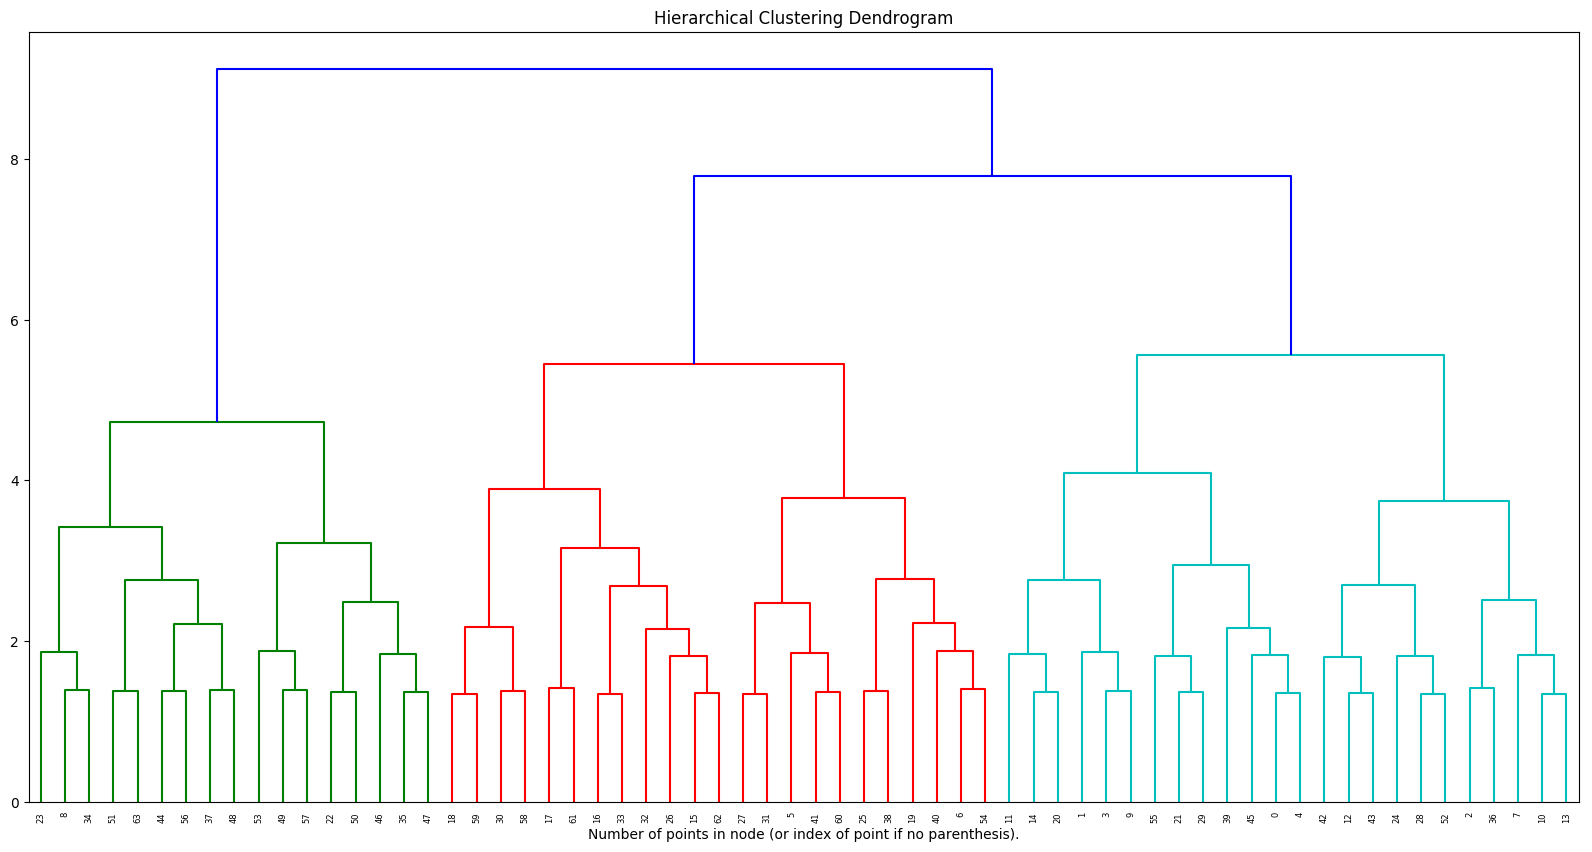 Hierarchical Clustering Dendrogram
8
6
4
2
0
23 8 34 51 63 44 56 37 48 53 49 57 22 50 46 35 47 18 59 30 58 17 61 16 33 32 26 15 62 27 31 5 41 60 25 38 19 40 6 54 11 14 20 1 3 9 55 21 29 39 45 0 4 42 12 43 24 28 52 2 36 7 10 13
Number of points in node (or index of point if no parenthesis).